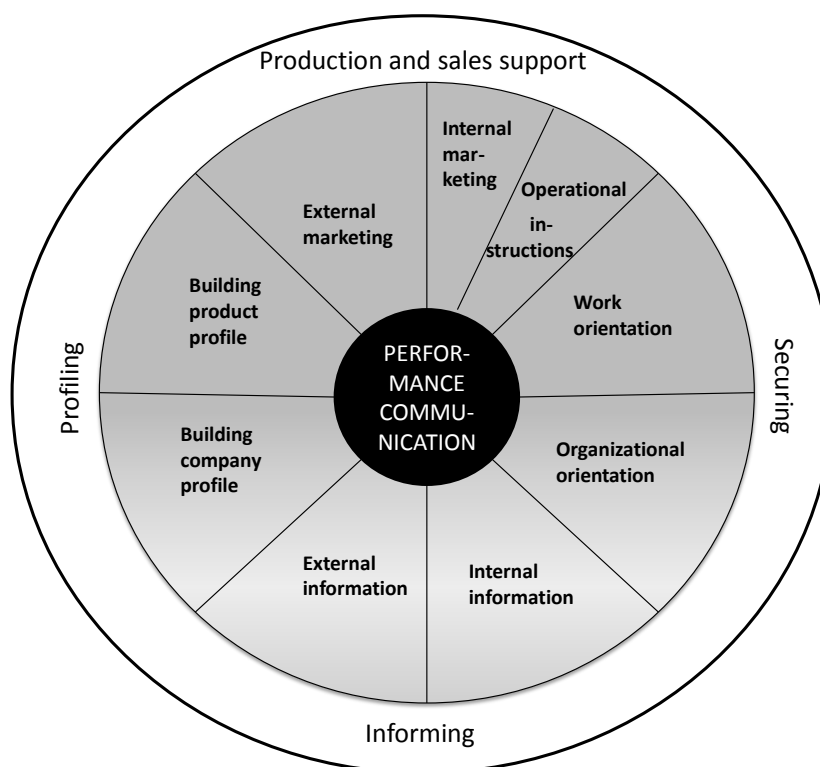 Production and sales support
Internal
mar-
keting
Operational
in-
structions
External
marketing
Building
product
profile
Work
orientation
Profiling
PERFOR-
MANCE
COMMU-
NICATION
Securing
Building
company
profile
Organizational
orientation
External
information
Internal
information
Informing